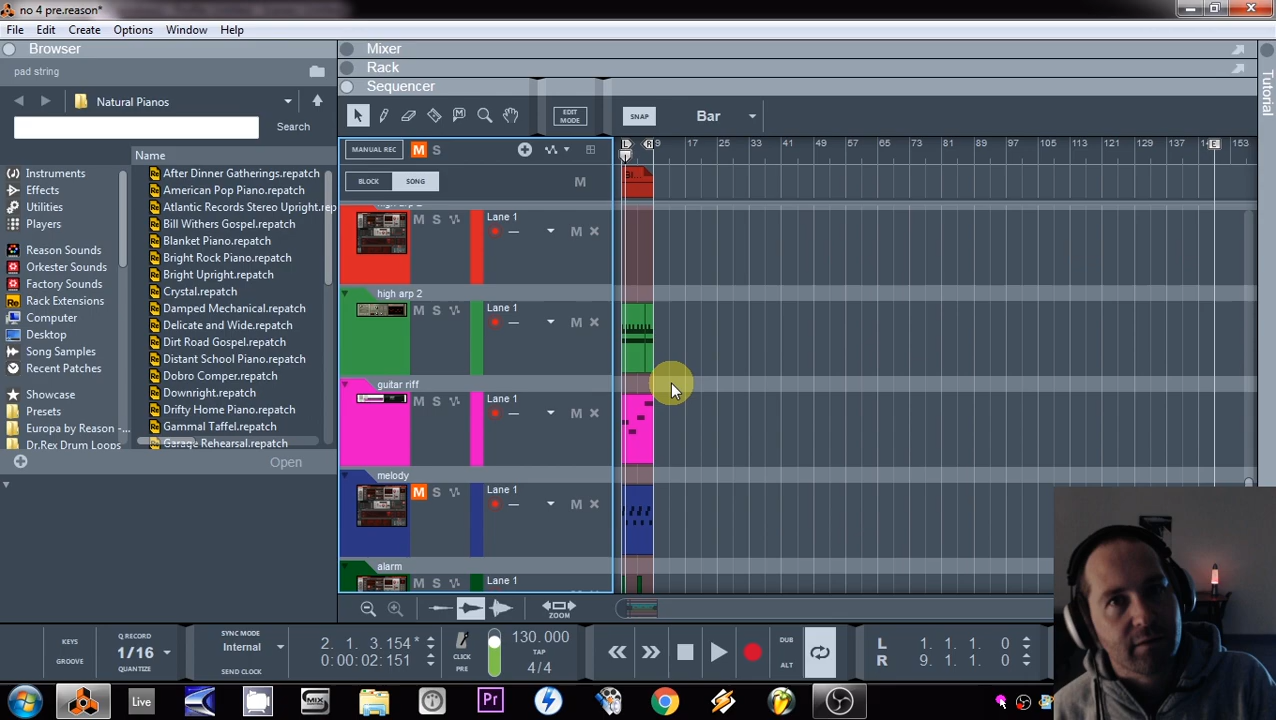 no 4 pre.reason*
File Edit Create Options Window Help
Browser
pad string
Natural Pianos
Search
Name
Instruments
Effects
Utilities
Players
Reason Sounds
Orkester Sounds
Factory Sounds
Rack Extensions
Computer
Desktop
Song Samples
Recent Patches
Showcase
Presets
Europa by Reason -...
Dr.Rex Drum Loops
After Dinner Gatherings.repatch
American Pop Piano.repatch
Atlantic Records Stereo Upright.rep
Bill Withers Gospel.repatch
Blanket Piano.repatch
Bright Rock Piano.repatch
Bright Upright.repatch
Crystal.repatch
Damped Mechanical.repatch
Delicate and Wide.repatch
Dirt Road Gospel.repatch
Distant School Piano.repatch
Dobro Comper.repatch
Downright.repatch
Drifty Home Piano.repatch
Gammal Taffel.repatch
Garage Rehearsal.repatch
Open
Mixer
Rack
Sequencer
EDIT MODE
SNAP
Bar
MANUAL REC M S
BLOCK SONG M
L R 9 17 25 33 41 49 57 65 73 81 89 97 105 113 121 129 137 E 153
M S Lane 1
M
high arp 2
M S Lane 1
M
guitar riff
M S Lane 1
M
melody
M S Lane 1
M
alarm
M S Lane 1
ZOOM
KEYS
GROOVE
Q RECORD
1/16
QUANTIZE
SYNC MODE
Internal
SEND CLOCK
2. 1. 3. 154 *
0:00:02:151
CLICK
PRE
130.000
TAP
4/4
DUB
ALT
L 1. 1. 1. 0
R 9. 1. 1. 0
Tutorial
Live
MIX
Pr